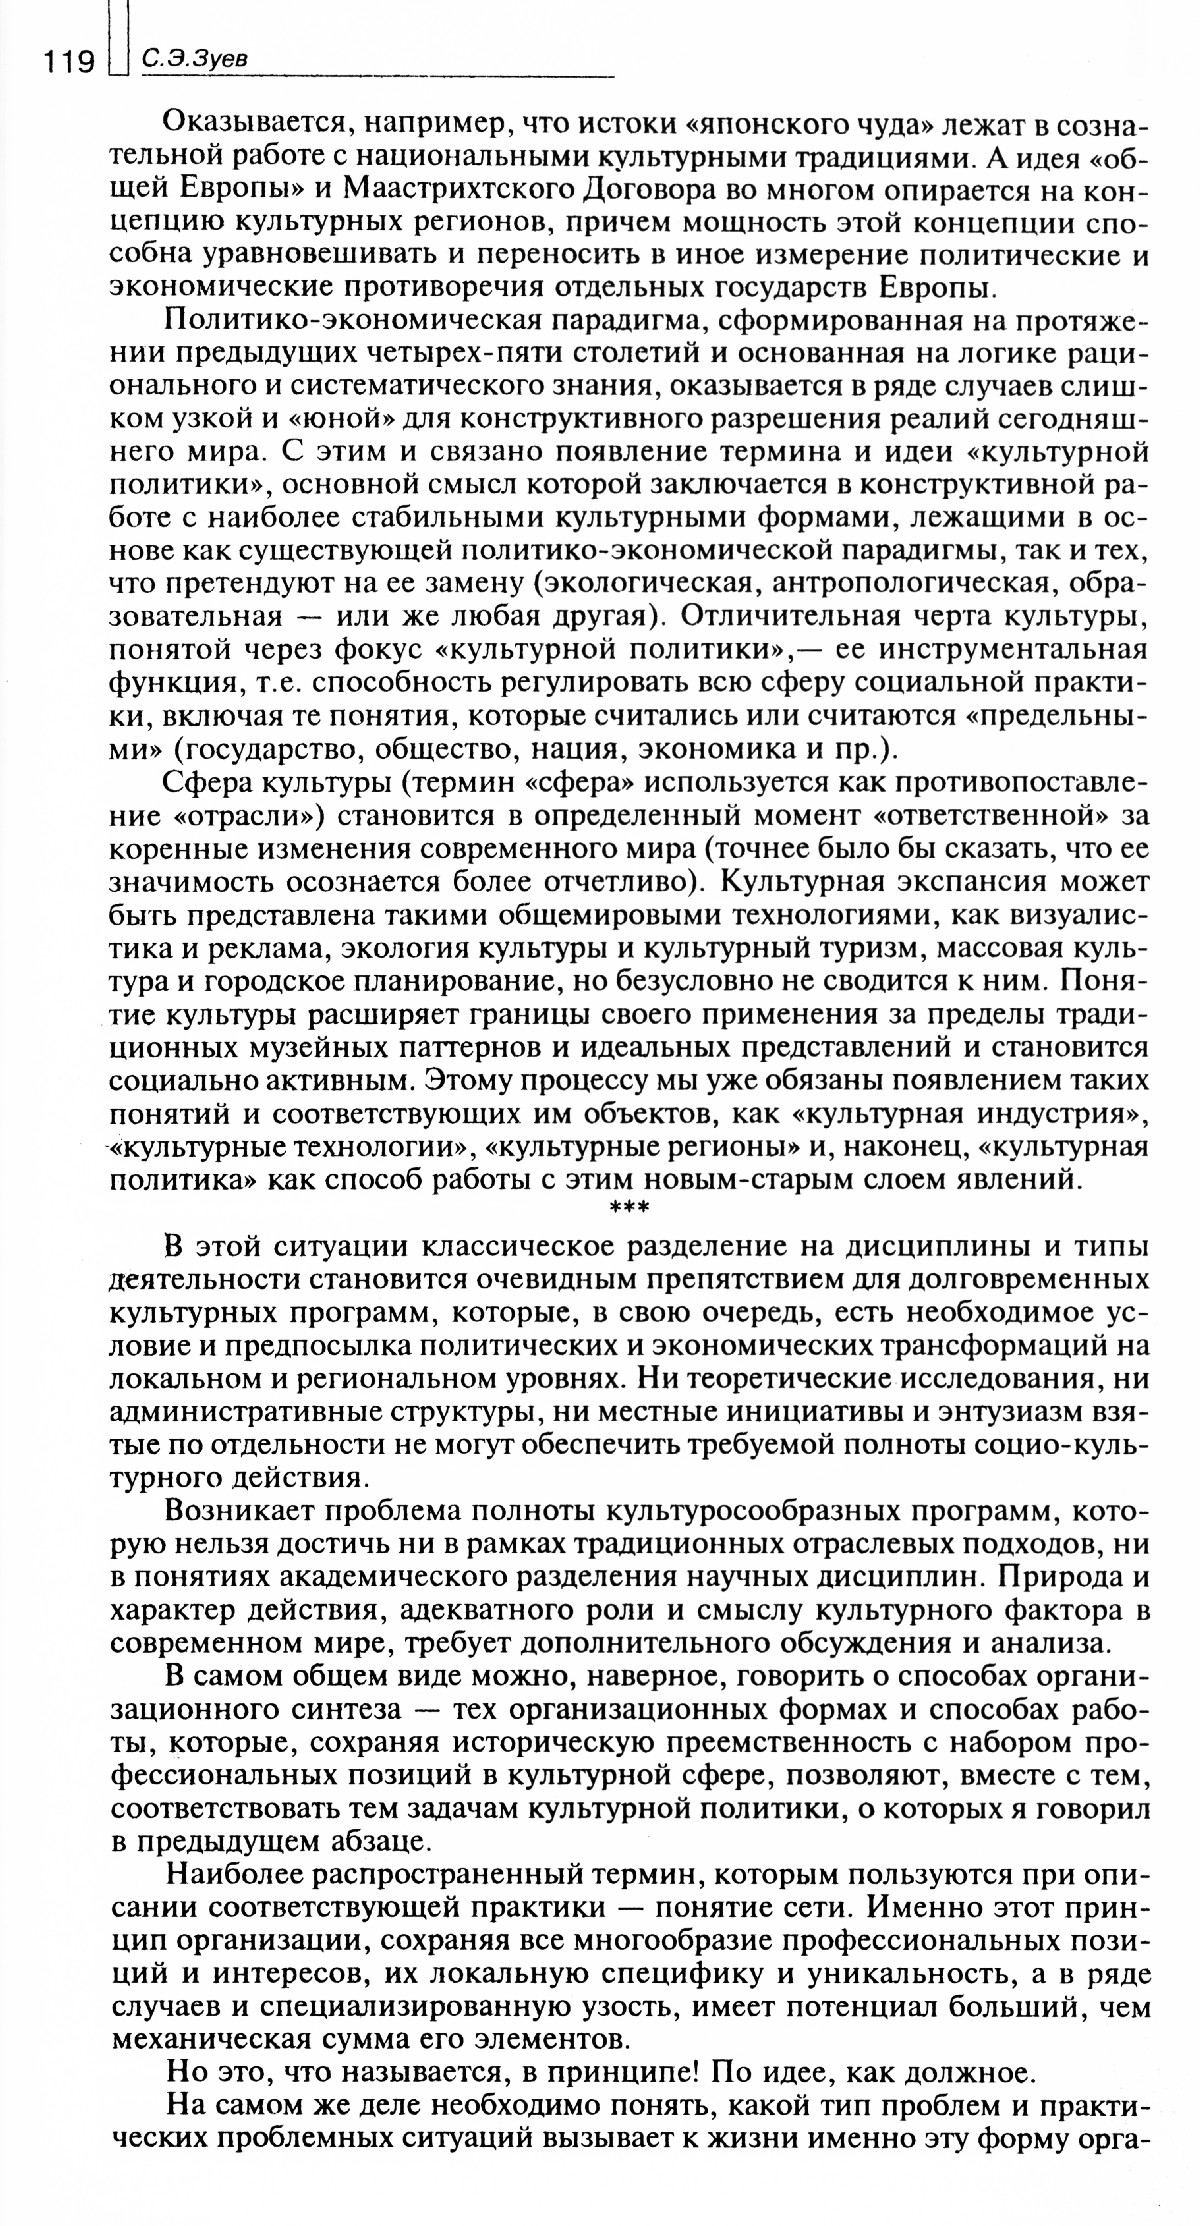 119 С.Э.Зуев
Оказывается, например, что истоки «японского чуда» лежат в созна-
тельной работе с национальными культурными традициями. А идея «об-
щей Европы» и Маастрихтского Договора во многом опирается на кон-
цепцию культурных регионов, причем мощность этой концепции спо-
собна уравновешивать и переносить в иное измерение политические и
экономические противоречия отдельных государств Европы.
Политико-экономическая парадигма, сформированная на протяже-
нии предыдущих четырех-пяти столетий и основанная на логике раци-
онального и систематического знания, оказывается в ряде случаев слиш-
ком узкой и «юной» для конструктивного разрешения реалий сегодняш-
него мира. С этим и связано появление термина и идеи «культурной
политики», основной смысл которой заключается в конструктивной ра-
боте с наиболее стабильными культурными формами, лежащими в ос-
нове как существующей политико-экономической парадигмы, так и тех,
что претендуют на ее замену (экологическая, антропологическая, обра-
зовательная — или же любая другая). Отличительная черта культуры,
понятой через фокус «культурной политики»,— ее инструментальная
функция, т.е. способность регулировать всю сферу социальной практи-
ки, включая те понятия, которые считались или считаются «предельны-
ми» (государство, общество, нация, экономика и пр.).
Сфера культуры (термин «сфера» используется как противопоставле-
ние «отрасли») становится в определенный момент «ответственной» за
коренные изменения современного мира (точнее было бы сказать, что ее
значимость осознается более отчетливо). Культурная экспансия может
быть представлена такими общемировыми технологиями, как визуалис-
тика и реклама, экология культуры и культурный туризм, массовая куль-
тура и городское планирование, но безусловно не сводится к ним. Поня-
тие культуры расширяет границы своего применения за пределы тради-
ционных музейных паттернов и идеальных представлений и становится
социально активным. Этому процессу мы уже обязаны появлением таких
понятий и соответствующих им объектов, как «культурная индустрия»,
«культурные технологии», «культурные регионы» и, наконец, «культурная
политика» как способ работы с этим новым-старым слоем явлений.
***
В этой ситуации классическое разделение на дисциплины и типы
деятельности становится очевидным препятствием для долговременных
культурных программ, которые, в свою очередь, есть необходимое ус-
ловие и предпосылка политических и экономических трансформаций на
локальном и региональном уровнях. Ни теоретические исследования, ни
административные структуры, ни местные инициативы и энтузиазм взя-
тые по отдельности не могут обеспечить требуемой полноты социо-куль-
турного действия.
Возникает проблема полноты культуросообразных программ, кото-
рую нельзя достичь ни в рамках традиционных отраслевых подходов, ни
в понятиях академического разделения научных дисциплин. Природа и
характер действия, адекватного роли и смыслу культурного фактора в
современном мире, требует дополнительного обсуждения и анализа.
В самом общем виде можно, наверное, говорить о способах органи-
зационного синтеза — тех организационных формах и способах рабо-
ты, которые, сохраняя историческую преемственность с набором про-
фессиональных позиций в культурной сфере, позволяют, вместе с тем,
соответствовать тем задачам культурной политики, о которых я говорил
в предыдущем абзаце.
Наиболее распространенный термин, которым пользуются при опи-
сании соответствующей практики — понятие сети. Именно этот прин-
цип организации, сохраняя все многообразие профессиональных пози-
ций и интересов, их локальную специфику и уникальность, а в ряде
случаев и специализированную узость, имеет потенциал больший, чем
механическая сумма его элементов.
Но это, что называется, в принципе! По идее, как должное.
На самом же деле необходимо понять, какой тип проблем и практи-
ческих проблемных ситуаций вызывает к жизни именно эту форму орга-